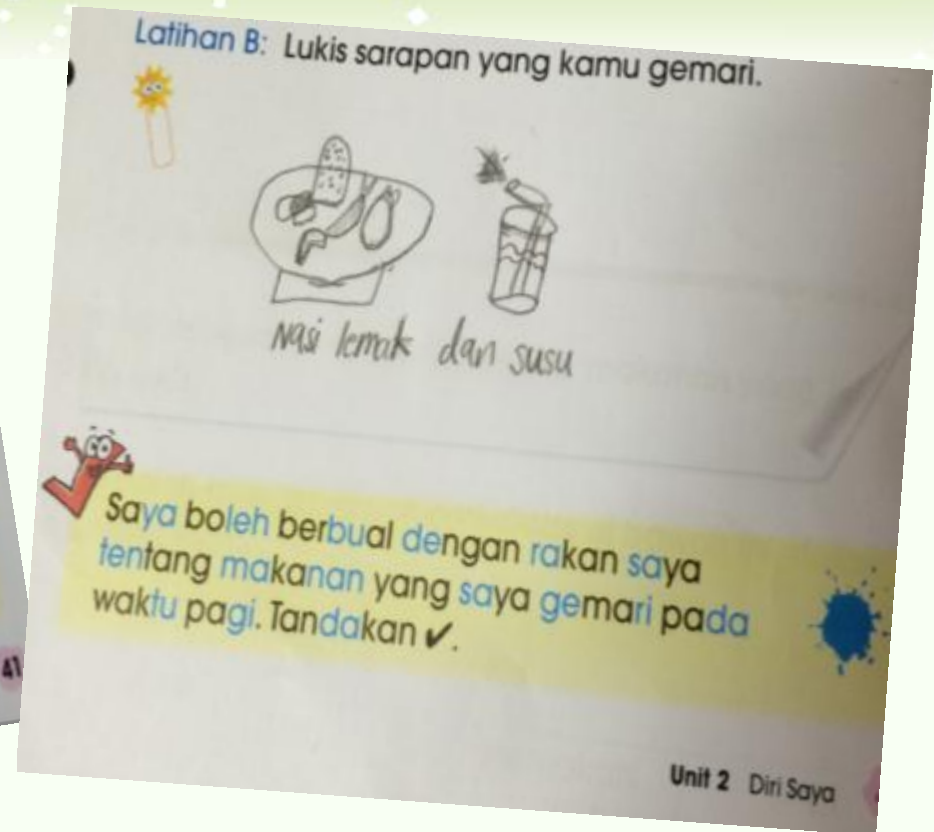 Latihan B: Lukis sarapan yang kamu gemari.
Nasi lemak dan susu
Saya boleh berbual dengan rakan saya
tentang makanan yang saya gemari pada
waktu pagi. Tandakan ✔.
41
Unit 2 Diri Saya